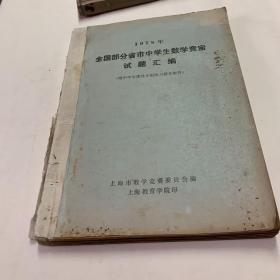 1978年
全国部分省市中学生数学竞赛
试题汇编
上海市数学竞赛委员会编
上海教育学院印